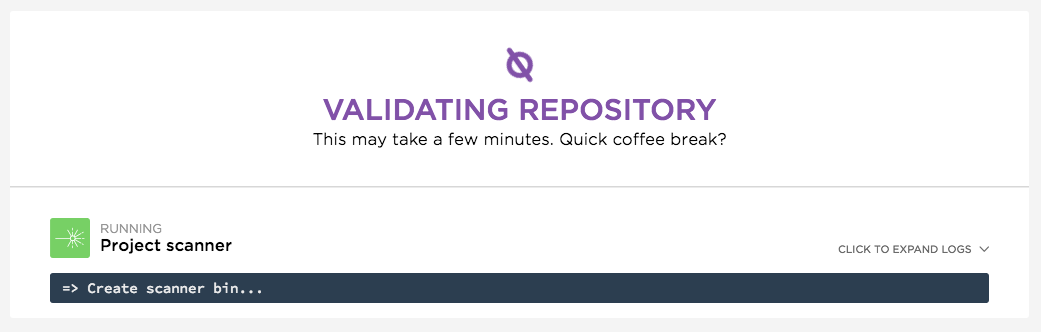 VALIDATING REPOSITORY
This may take a few minutes. Quick coffee break?
RUNNING
Project scanner
CLICK TO EXPAND LOGS
=> Create scanner bin...